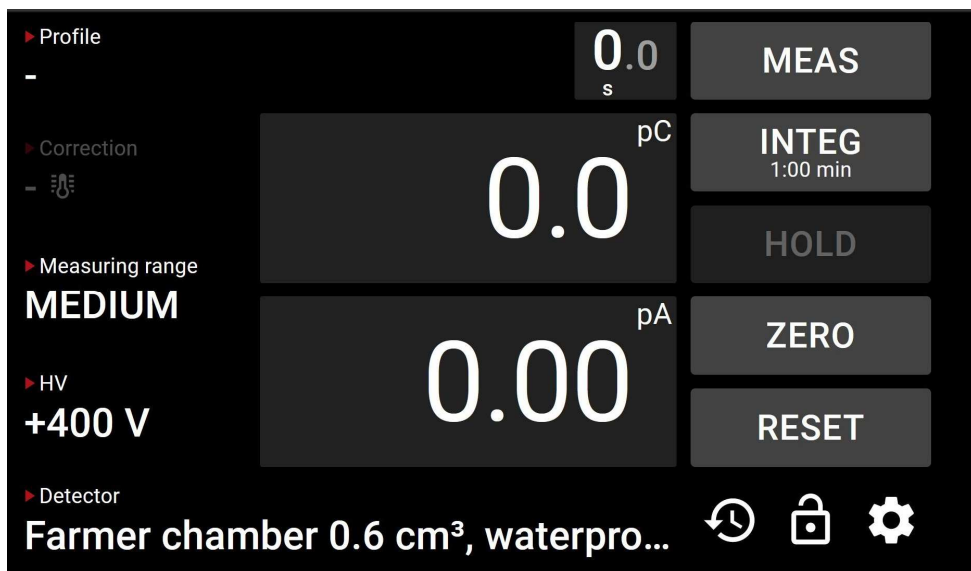 Profile
-
0.0
s
MEAS
Correction
-
pC
0.0
INTEG
1:00 min
HOLD
Measuring range
MEDIUM
pA
0.00
ZERO
HV
+400 V
RESET
Detector
Farmer chamber 0.6 cm³, waterpro...